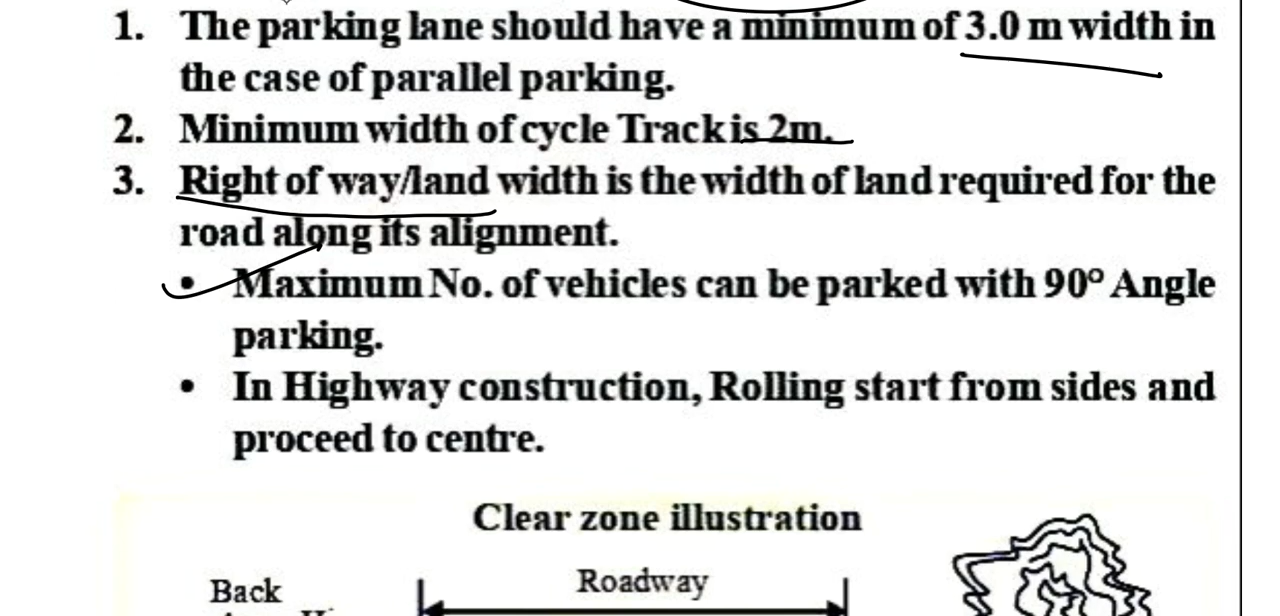 1. The parking lane should have a minimum of 3.0 m width in
the case of parallel parking.
2. Minimum width of cycle Track is 2m.
3. Right of way/land width is the width of land required for the
road along its alignment.
• Maximum No. of vehicles can be parked with 90° Angle
parking.
• In Highway construction, Rolling start from sides and
proceed to centre.
Clear zone illustration
Roadway
Back